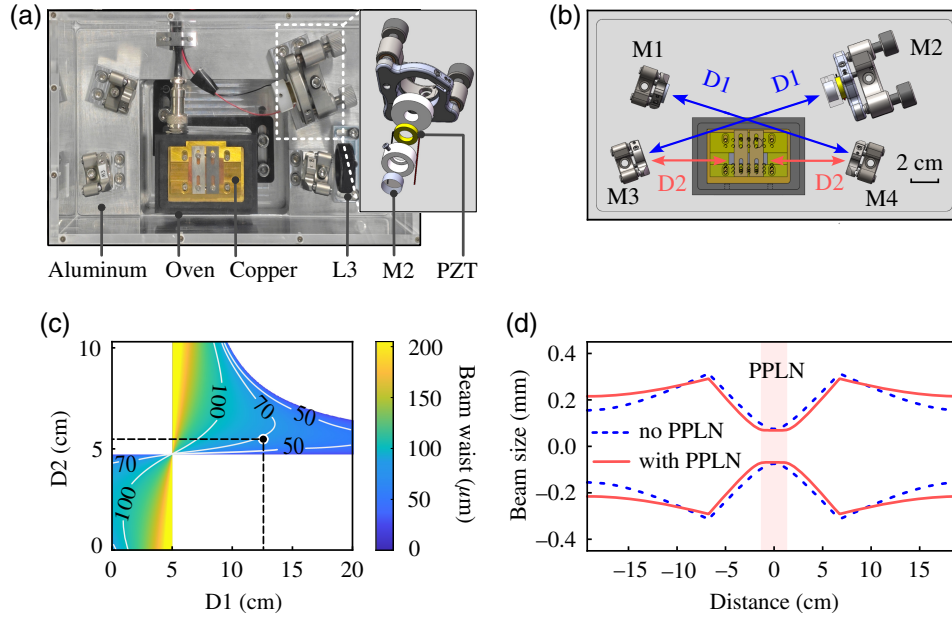 (a)
Aluminum Oven Copper L3 M2 PZT
(b)
M1 M2
D1 D1
M3 D2 D2 M4
2 cm
(c)
10
5
0
D2 (cm)
0 5 10 15 20
D1 (cm)
100 70 50
70 50
100
200
150
100
50
0
Beam waist (μm)
(d)
PPLN
0.4
0.2
0.0
−0.2
−0.4
Beam size (mm)
no PPLN
with PPLN
−15 −10 −5 0 5 10 15
Distance (cm)